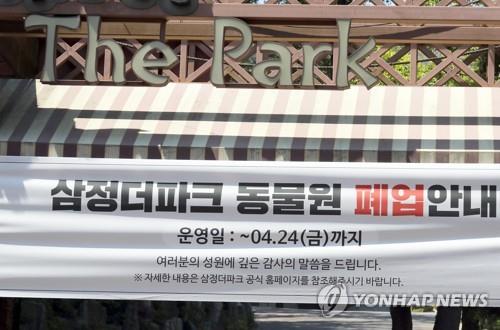 The Park
삼정더파크 동물원 폐업안내
운영일 : ~04.24(금)까지
여러분의 성원에 깊은 감사의 말씀을 드립니다.
※ 자세한 내용은 삼정더파크 공식 홈페이지를 참조해주시기 바랍니다.
YONHAP NEWS